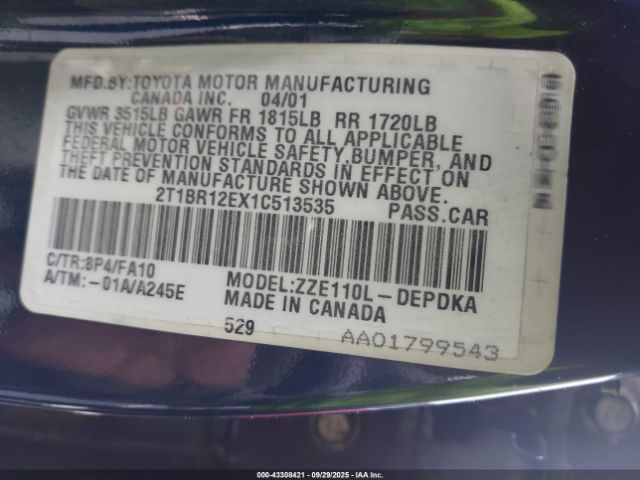 MFD.BY:TOYOTA MOTOR MANUFACTURING
CANADA INC. 04/01
GVWR 3515LB GAWR FR 1815LB RR 1720LB
THIS VEHICLE CONFORMS TO ALL APPLICABLE
FEDERAL MOTOR VEHICLE SAFETY,BUMPER, AND
THEFT PREVENTION STANDARDS IN EFFECT ON
THE DATE OF MANUFACTURE SHOWN ABOVE.
2T1BR12EX1C513535 PASS.CAR
C/TR:8P4/FA10 MODEL:ZZE110L-DEPDKA
A/TM:-01A/A245E MADE IN CANADA
529 AA01799543
000-43308421 - 09/29/2025 - IAAI.COM